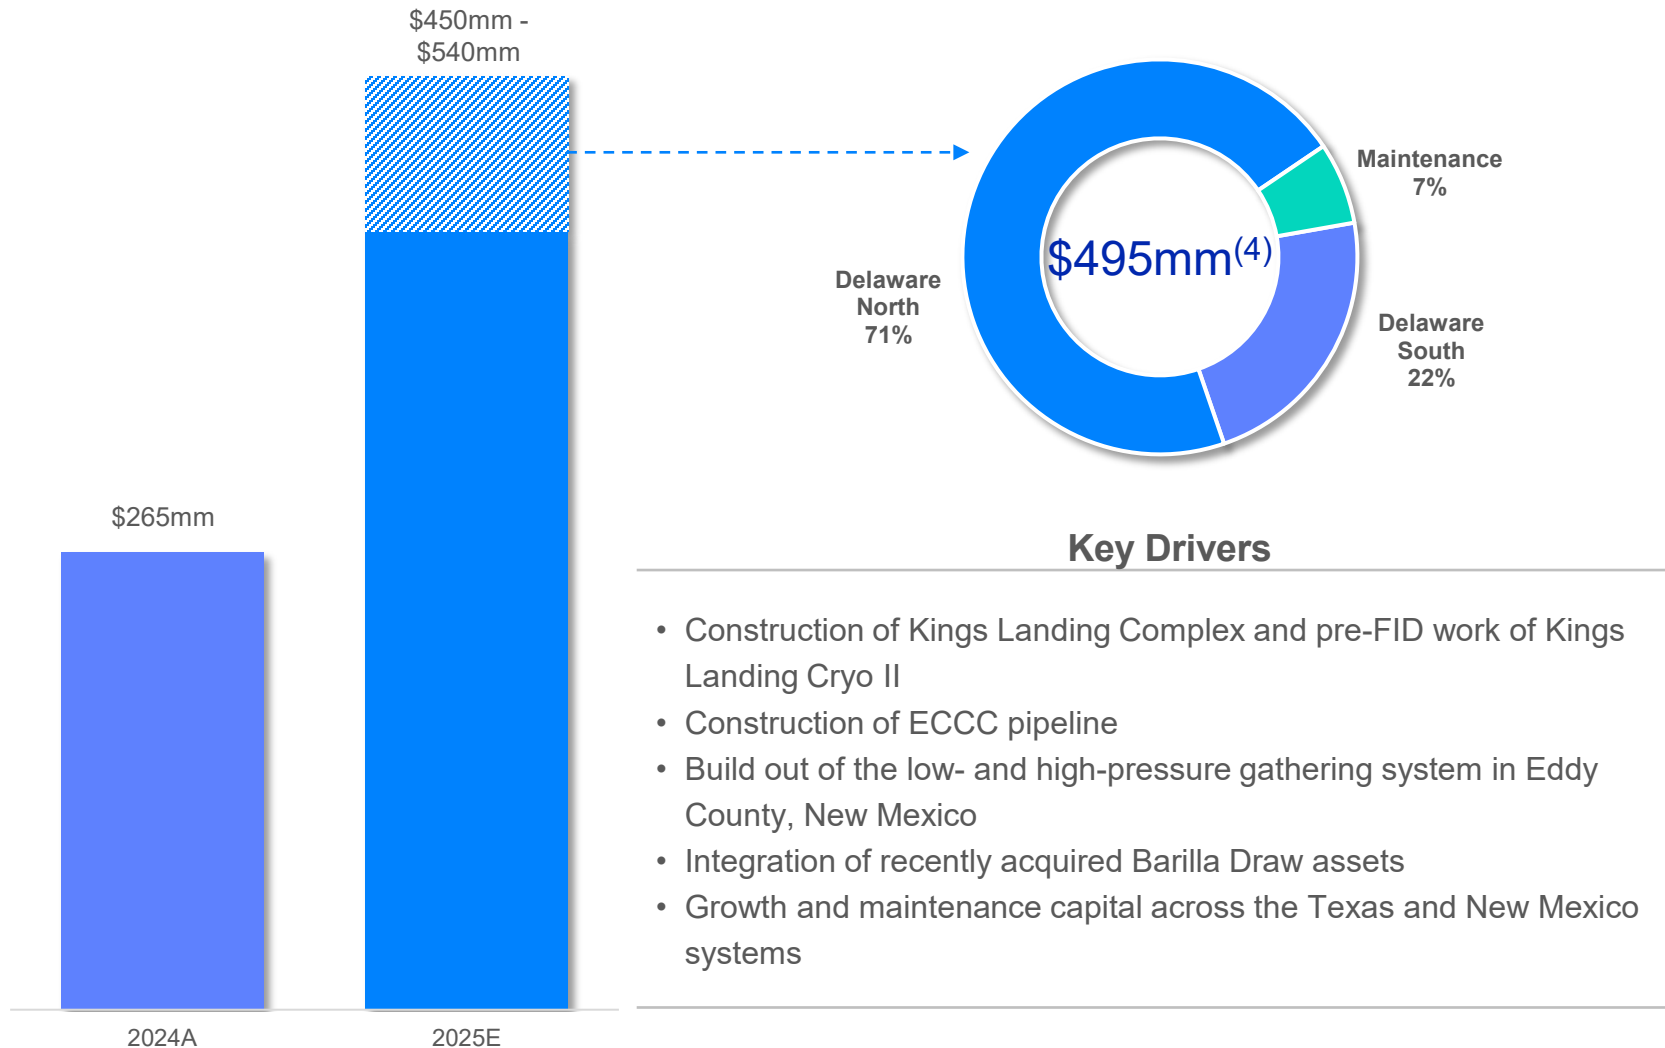 $450mm -
$540mm
$265mm
2024A
2025E
Maintenance
7%
$495mm(4)
Delaware
North
71%
Delaware
South
22%
Key Drivers
• Construction of Kings Landing Complex and pre-FID work of Kings
Landing Cryo II
• Construction of ECCC pipeline
• Build out of the low- and high-pressure gathering system in Eddy
County, New Mexico
• Integration of recently acquired Barilla Draw assets
• Growth and maintenance capital across the Texas and New Mexico
systems